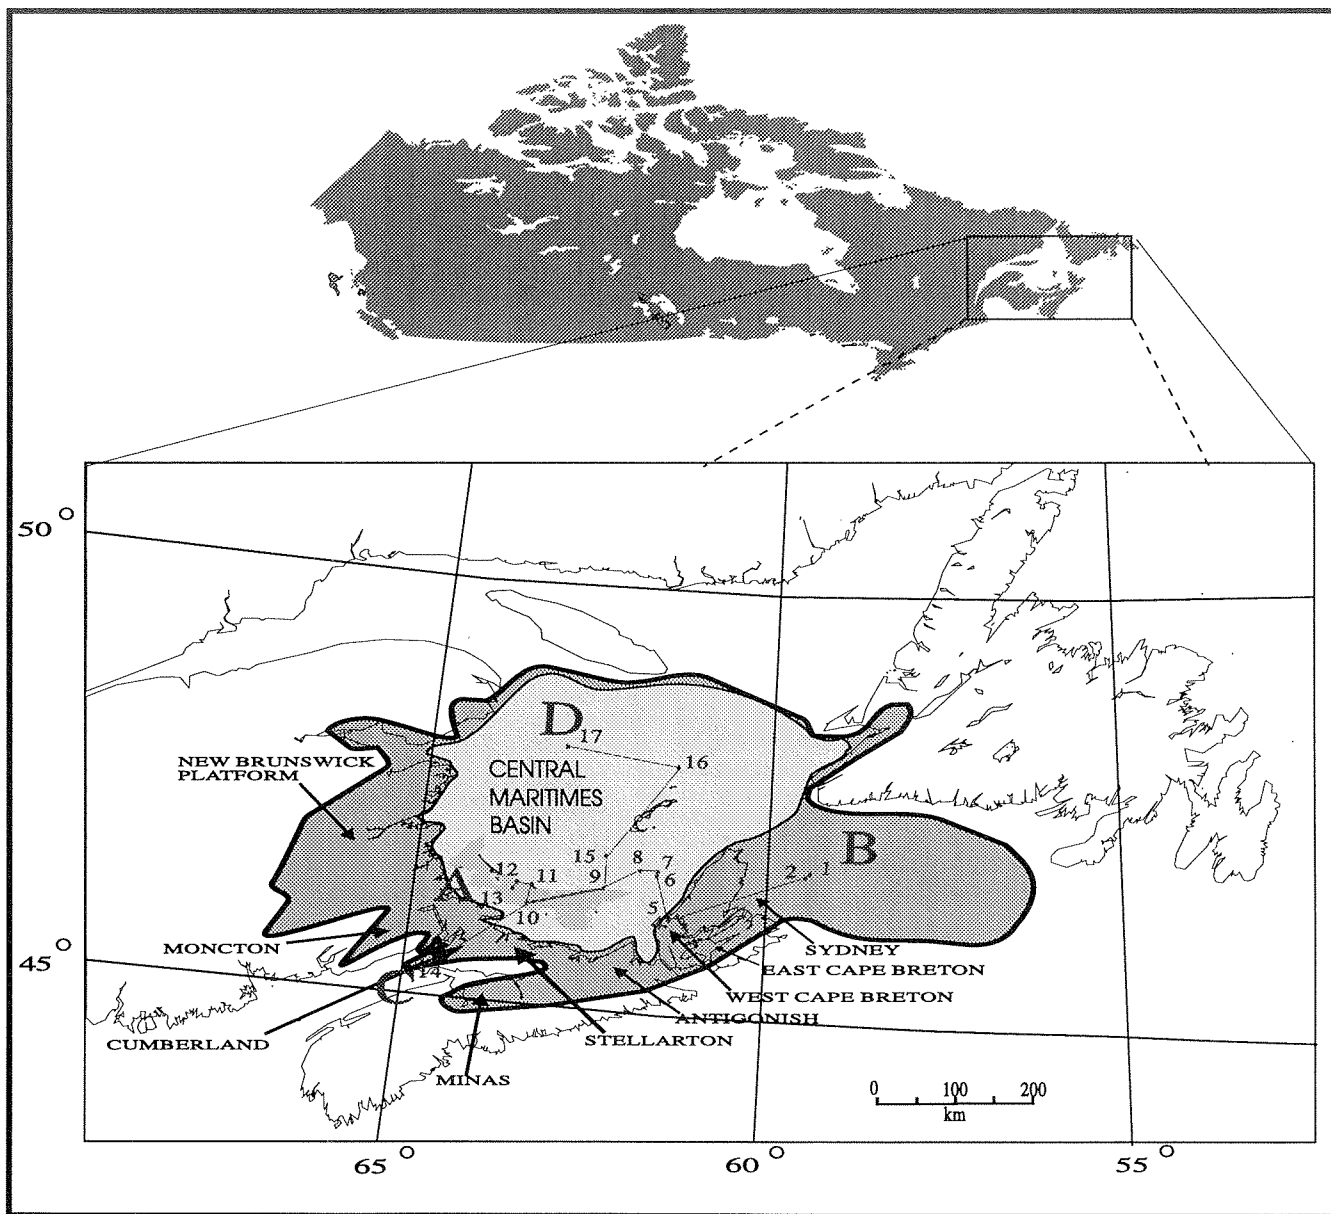 50°
D
17
NEW BRUNSWICK
PLATFORM
CENTRAL
MARITIMES
BASIN
16
15
8
7
B
12
11
9
6
2
1
A
13
10
5
MONCTON
SYDNEY
45°
14
EAST CAPE BRETON
WEST CAPE BRETON
C
ANTIGONISH
CUMBERLAND
STELLARTON
MINAS
0 100 200
km
65° 60° 55°